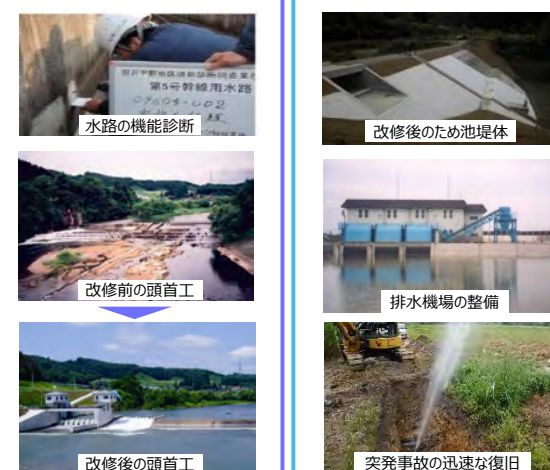 第5号幹線用水路
09604-002
水路の機能診断
改修前の頭首工
改修後の頭首工
改修後のため池堤体
排水機場の整備
突発事故の迅速な復旧